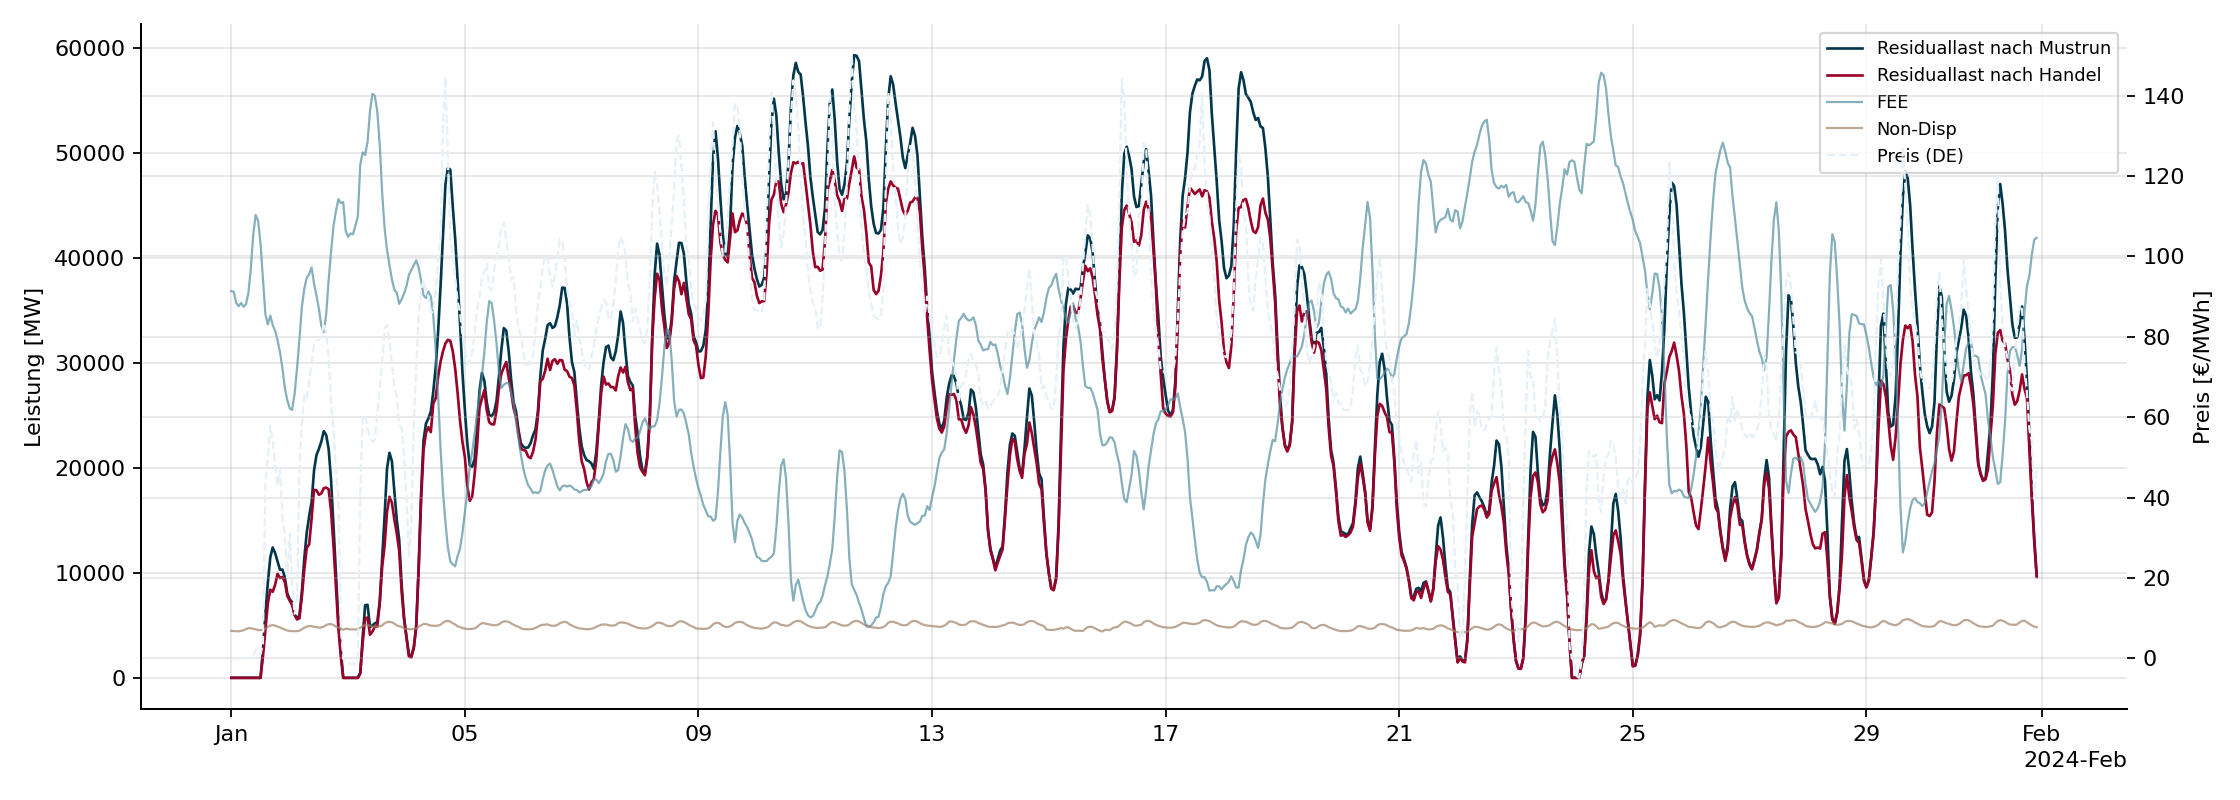 60000
50000
40000
30000
20000
10000
0
Leistung [MW]
Residuallast nach Mustrun
Residuallast nach Handel
FEE
Non-Disp
Preis (DE)
140
120
100
80
60
40
20
0
Preis [€/MWh]
Jan 05 09 13 17 21 25 29 Feb
2024-Feb